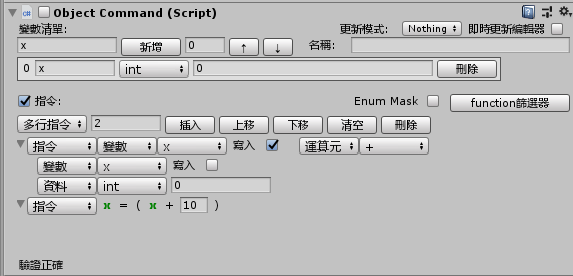 Object Command (Script)
變數清單: 更新模式: Nothing 即時更新編輯器
x 新增 0 ↑ ↓ 名稱:
0 x int 0 刪除
指令: Enum Mask function篩選器
多行指令 2 插入 上移 下移 清空 刪除
指令 變數 x 寫入 運算元 +
變數 x 寫入
資料 int 0
指令 x = ( x + 10 )
驗證正確